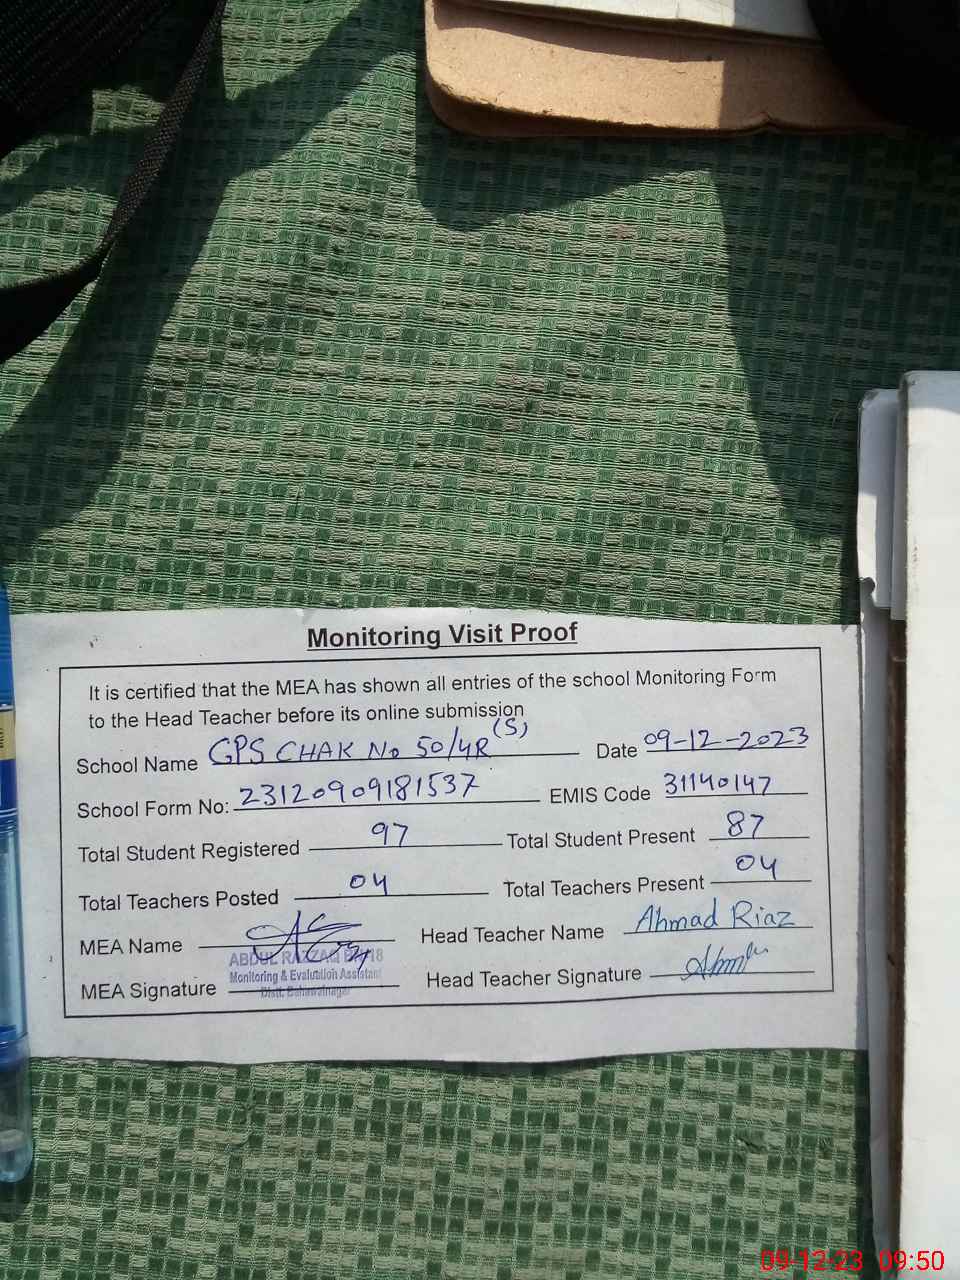 Monitoring Visit Proof
It is certified that the MEA has shown all entries of the school Monitoring Form
to the Head Teacher before its online submission
School Name GPS CHAK No 50/4R (S) Date 09-12-2023
School Form No: 23120909181537 EMIS Code 31140147
Total Student Registered 97 Total Student Present 87
Total Teachers Posted 04 Total Teachers Present 04
MEA Name Head Teacher Name Ahmad Riaz
ABDUL RAZZAQ
Monitoring & Evaluation Assistant
MEA Signature Head Teacher Signature
Distt. Bahawalnagar
09-12-23 09:50